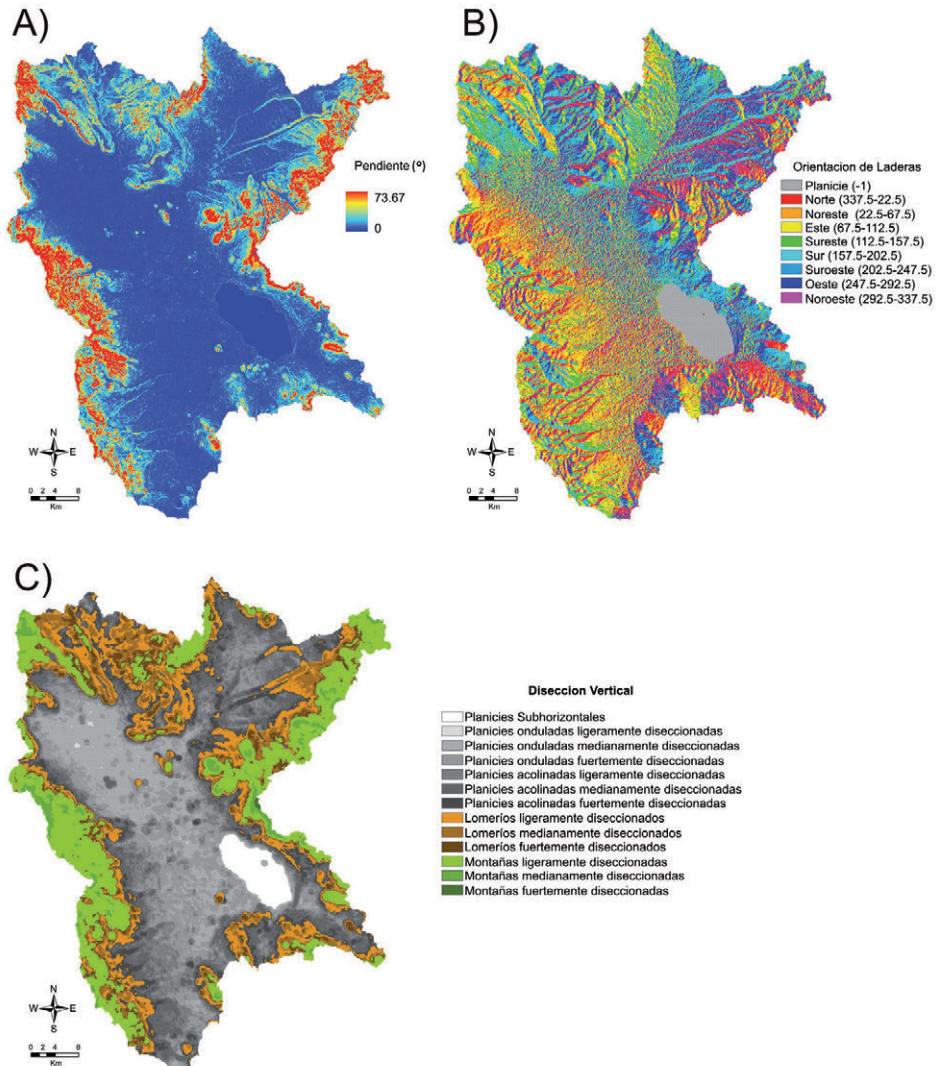 A)
Pendiente (º)
73.67
0
N
W E
S
0 2 4 8
Km
B)
Orientacion de Laderas
Planicie (-1)
Norte (337.5-22.5)
Noreste (22.5-67.5)
Este (67.5-112.5)
Sureste (112.5-157.5)
Sur (157.5-202.5)
Suroeste (202.5-247.5)
Oeste (247.5-292.5)
Noroeste (292.5-337.5)
N
W E
S
0 2 4 8
Km
C)
Diseccion Vertical
Planicies Subhorizontales
Planicies onduladas ligeramente diseccionadas
Planicies onduladas medianamente diseccionadas
Planicies onduladas fuertemente diseccionadas
Planicies acolinadas ligeramente diseccionadas
Planicies acolinadas medianamente diseccionadas
Planicies acolinadas fuertemente diseccionadas
Lomeríos ligeramente diseccionados
Lomeríos medianamente diseccionados
Lomeríos fuertemente diseccionados
Montañas ligeramente diseccionadas
Montañas medianamente diseccionadas
Montañas fuertemente diseccionadas
N
W E
S
0 2 4 8
Km